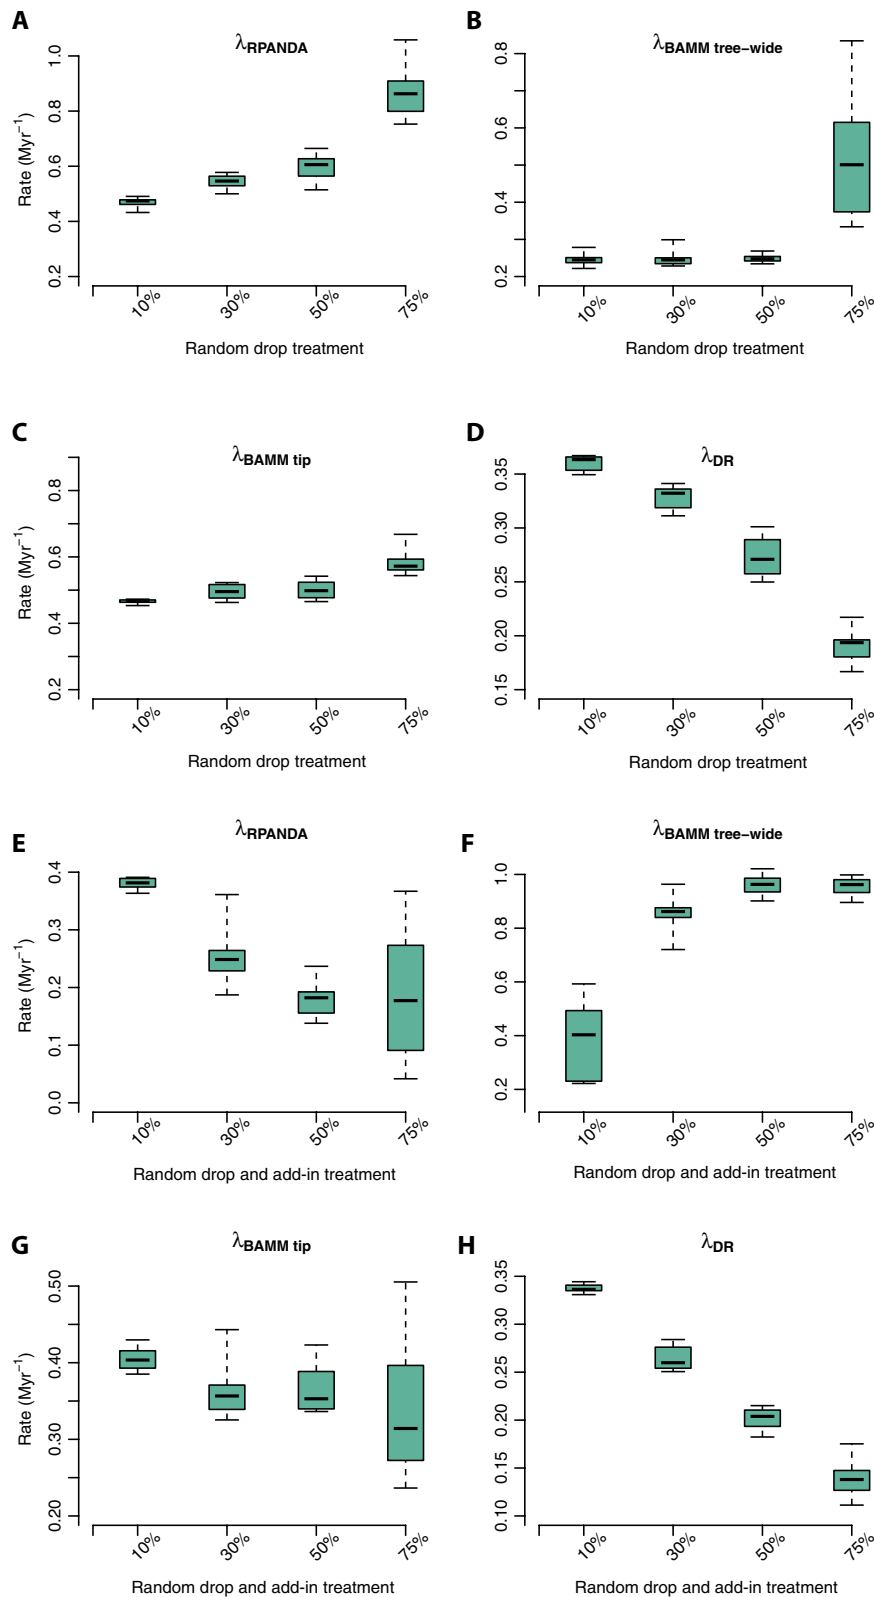 A
λRPANDA
Rate (Myr−1)
1.0
0.8
0.6
0.4
0.2
10%
30%
50%
75%
Random drop treatment
B
λBAMM tree−wide
0.8
0.6
0.4
0.2
10%
30%
50%
75%
Random drop treatment
C
λBAMM tip
Rate (Myr−1)
0.8
0.6
0.4
0.2
10%
30%
50%
75%
Random drop treatment
D
λDR
0.35
0.30
0.25
0.20
0.15
10%
30%
50%
75%
Random drop treatment
E
λRPANDA
Rate (Myr−1)
0.4
0.3
0.2
0.1
0.0
10%
30%
50%
75%
Random drop and add-in treatment
F
λBAMM tree−wide
1.0
0.8
0.6
0.4
0.2
10%
30%
50%
75%
Random drop and add-in treatment
G
λBAMM tip
Rate (Myr−1)
0.50
0.40
0.30
0.20
10%
30%
50%
75%
Random drop and add-in treatment
H
λDR
0.35
0.30
0.25
0.20
0.15
0.10
10%
30%
50%
75%
Random drop and add-in treatment